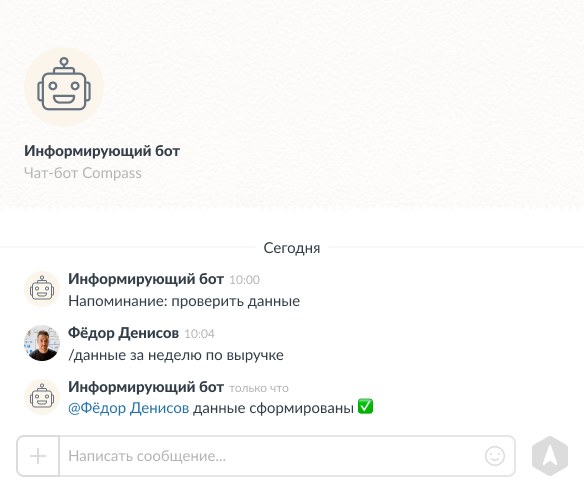 Информирующий бот
Чат-бот Compass
Сегодня
Информирующий бот 10:00
Напоминание: проверить данные
Фёдор Денисов 10:04
/данные за неделю по выручке
Информирующий бот только что
@Фёдор Денисов данные сформированы ✅
Написать сообщение...